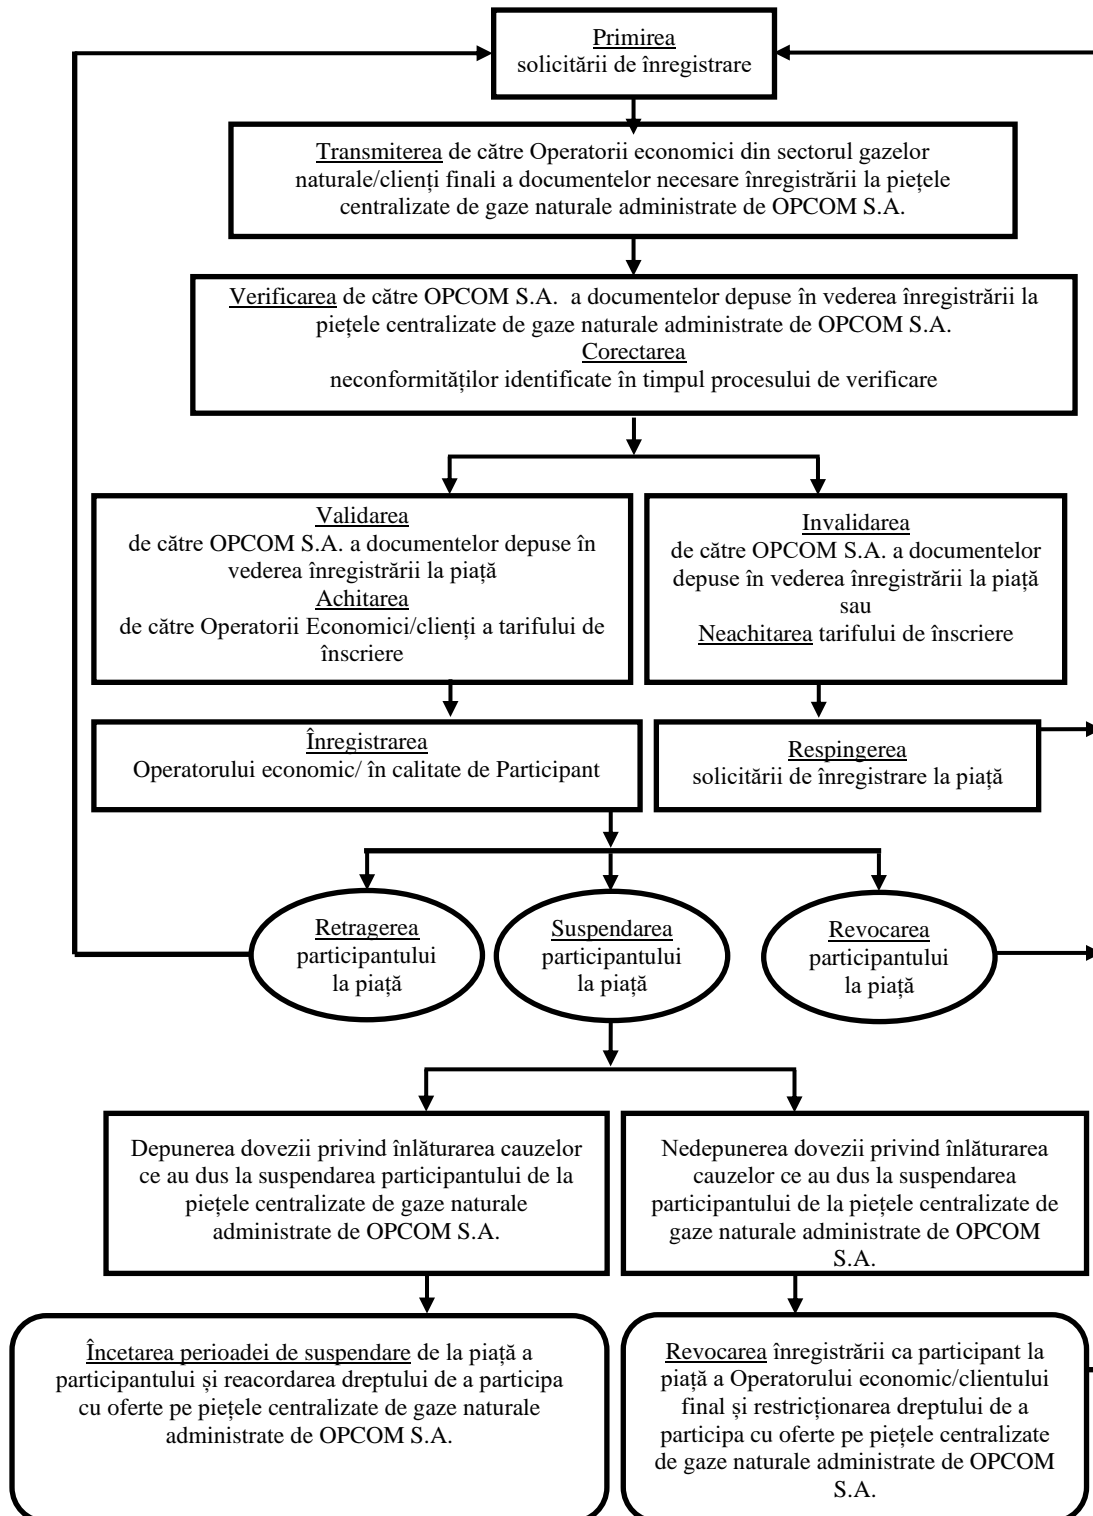 Primirea
solicitării de înregistrare
Transmiterea de către Operatorii economici din sectorul gazelor
naturale/clienți finali a documentelor necesare înregistrării la piețele
centralizate de gaze naturale administrate de OPCOM S.A.
Verificarea de către OPCOM S.A. a documentelor depuse în vederea înregistrării la
piețele centralizate de gaze naturale administrate de OPCOM S.A.
Corectarea
neconformităților identificate în timpul procesului de verificare
Validarea
de către OPCOM S.A. a documentelor depuse în
vederea înregistrării la piață
Achitarea
de către Operatorii Economici/clienți a tarifului de
înscriere
Invalidarea
de către OPCOM S.A. a documentelor
depuse în vederea înregistrării la piață
sau
Neachitarea tarifului de înscriere
Înregistrarea
Operatorului economic/ în calitate de Participant
Respingerea
solicitării de înregistrare la piață
Retragerea
participantului
la piață
Suspendarea
participantului
la piață
Revocarea
participantului
la piață
Depunerea dovezii privind înlăturarea cauzelor
ce au dus la suspendarea participantului de la
piețele centralizate de gaze naturale
administrate de OPCOM S.A.
Nedepunerea dovezii privind înlăturarea
cauzelor ce au dus la suspendarea
participantului de la piețele centralizate de
gaze naturale administrate de OPCOM
S.A.
Încetarea perioadei de suspendare de la piață a
participantului și reacordarea dreptului de a participa
cu oferte pe piețele centralizate de gaze naturale
administrate de OPCOM S.A.
Revocarea înregistrării ca participant la
piață a Operatorului economic/clientului
final și restricționarea dreptului de a
participa cu oferte pe piețele centralizate
de gaze naturale administrate de OPCOM
S.A.